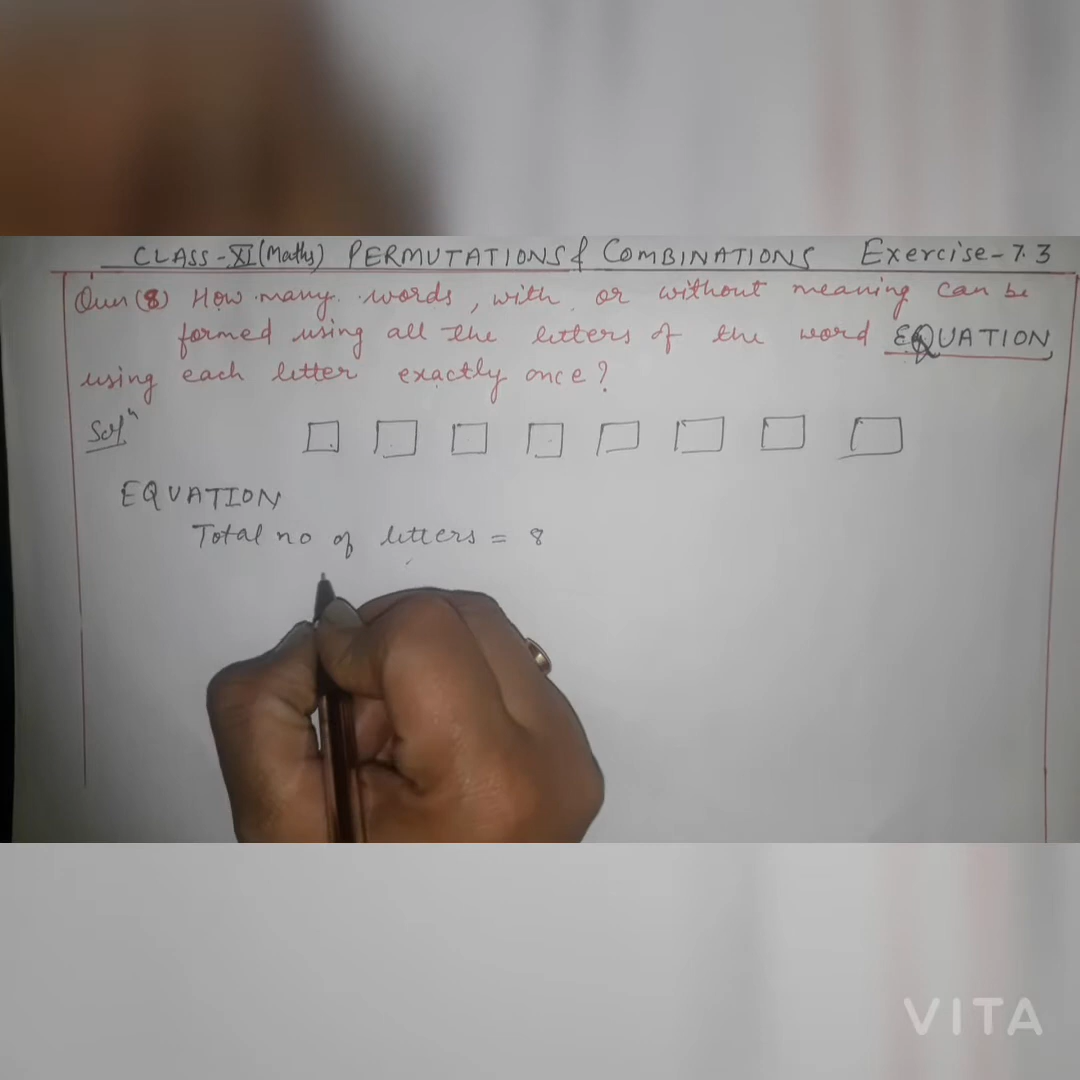 CLASS-XI (Maths) PERMUTATIONS & COMBINATIONS Exercise-7.3
Ques (8) How many words, with or without meaning can be
formed using all the letters of the word EQUATION
using each letter exactly once?
Solⁿ
EQUATION
Total no of letters = 8
VITA